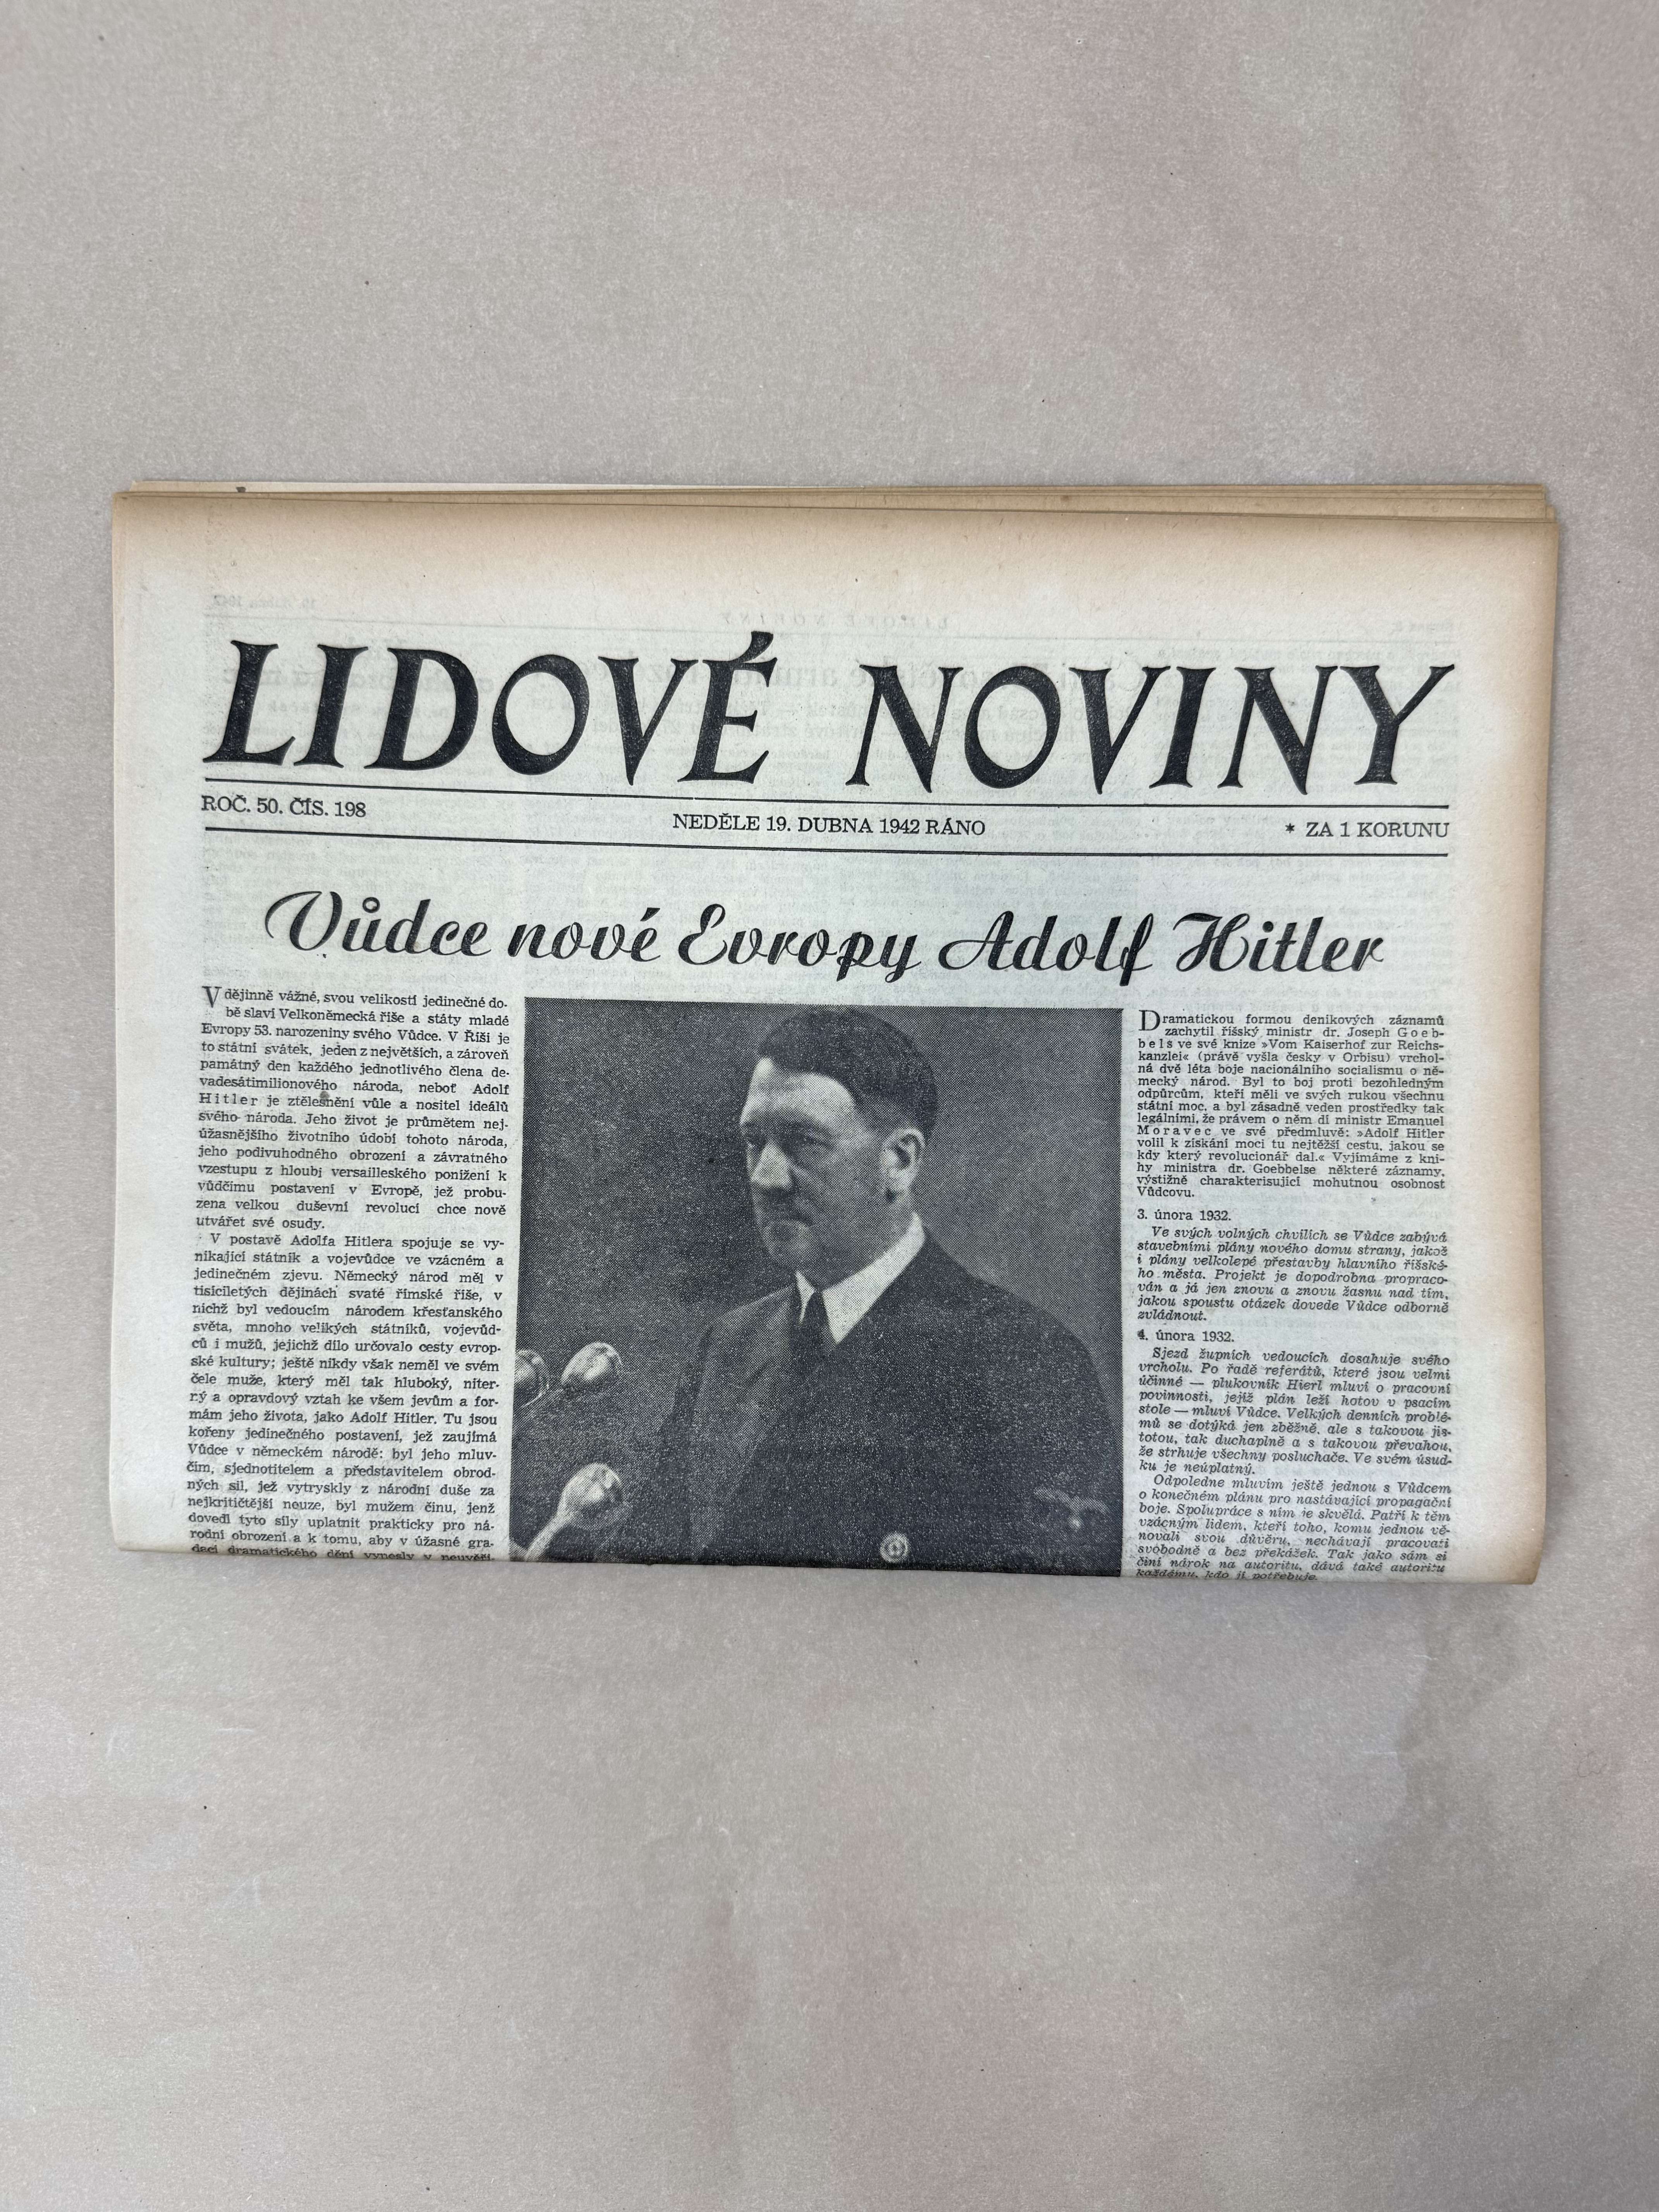 LIDOVÉ NOVINY
ROČ. 50. ČÍS. 198
NEDĚLE 19. DUBNA 1942 RÁNO
* ZA 1 KORUNU
Vůdce nové Evropy Adolf Hitler
V dějinně vážné, svou velikostí jedinečné do-
bě slaví Velkoněmecká říše a státy mladé
Evropy 53. narozeniny svého Vůdce. V Říši je
to státní svátek, jeden z největších, a zároveň
památný den každého jednotlivého člena de-
vadesátimilionového národa, neboť Adolf
Hitler je ztělesnění vůle a nositel ideálů
svého národa. Jeho život je průmětem nej-
úžasnějšího životního údobí tohoto národa,
jeho podivuhodného obrození a závratného
vzestupu z hloubi versailleského ponížení k
vůdčímu postavení v Evropě, jež probu-
zena velkou duševní revolucí chce nově
utvářet své osudy.
V postavě Adolfa Hitlera spojuje se vy-
nikající státník a vojevůdce ve vzácném a
jedinečném zjevu. Německý národ měl v
tisíciletých dějinách svaté římské říše, v
nichž byl vedoucím národem křesťanského
světa, mnoho velikých státníků, vojevůd-
ců i mužů, jejichž dílo určovalo cesty evrop-
ské kultury; ještě nikdy však neměl ve svém
čele muže, který měl tak hluboký, niter-
ný a opravdový vztah ke všem jevům a for-
mám jeho života, jako Adolf Hitler. Tu jsou
kořeny jedinečného postavení, jež zaujímá
Vůdce v německém národě: byl jeho mluv-
čím, sjednotitelem a představitelem obrod-
ných sil, jež vytryskly z národní duše za
nejkritičtější nouze, byl mužem činu, jenž
dovedl tyto síly uplatnit prakticky pro ná-
rodní obrození a k tomu, aby v úžasné gra-
daci dramatického dění vynesly v neuvěři-
Dramatickou formou deníkových záznamů
zachytil říšský ministr dr. Joseph Goeb-
bels ve své knize »Vom Kaiserhof zur Reichs-
kanzlei« (právě vyšla česky v Orbisu) vrchol-
ná dvě léta boje nacionálního socialismu o ně-
mecký národ. Byl to boj proti bezohledným
odpůrcům, kteří měli ve svých rukou všechnu
státní moc, a byl zásadně veden prostředky tak
legálními, že právem o něm dí ministr Emanuel
Moravec ve své předmluvě: »Adolf Hitler
volil k získání moci tu nejtěžší cestu, jakou se
kdy který revolucionář dal.« Vyjímáme z kni-
hy ministra dr. Goebbelse některé záznamy,
výstižně charakterisující mohutnou osobnost
Vůdcovu.
3. února 1932.
Ve svých volných chvílích se Vůdce zabývá
stavebními plány nového domu strany, jakož
i plány velkolepé přestavby hlavního říšské-
ho města. Projekt je dopodrobna propraco-
ván a já jen znovu a znovu žasnu nad tím,
jakou spoustu otázek dovede Vůdce odborně
zvládnout.
4. února 1932.
Sjezd župních vedoucích dosahuje svého
vrcholu. Po řadě referátů, které jsou velmi
účinné — plukovník Hierl mluví o pracovní
povinnosti, jejíž plán leží hotov v psacím
stole — mluví Vůdce. Velkých denních problé-
mů se dotýká jen zběžně, ale s takovou jis-
totou, tak duchaplně a s takovou převahou,
že strhuje všechny posluchače. Ve svém úsud-
ku je neúplatný.
Odpoledne mluvím ještě jednou s Vůdcem
o konečném plánu pro nastávající propagační
boje. Spolupráce s ním je skvělá. Patří k těm
vzácným lidem, kteří toho, komu jednou vě-
novali svou důvěru, nechávají pracovati
svobodně a bez překážek. Tak jako sám si
činí nárok na autoritu, dává také autoritu
každému, kdo ji potřebuje.